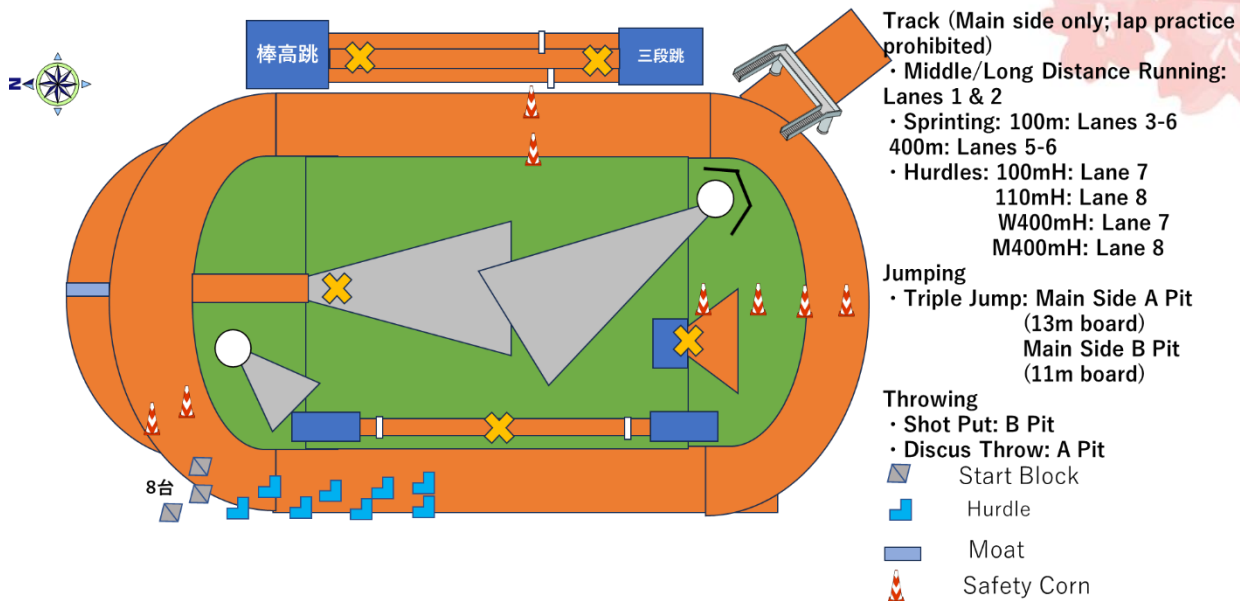 棒高跳
三段跳
N
8台
Track (Main side only; lap practice
prohibited)
・Middle/Long Distance Running:
Lanes 1 & 2
・Sprinting: 100m: Lanes 3-6
400m: Lanes 5-6
・Hurdles: 100mH: Lane 7
110mH: Lane 8
W400mH: Lane 7
M400mH: Lane 8
Jumping
・Triple Jump: Main Side A Pit
(13m board)
Main Side B Pit
(11m board)
Throwing
・Shot Put: B Pit
・Discus Throw: A Pit
Start Block
Hurdle
Moat
Safety Corn